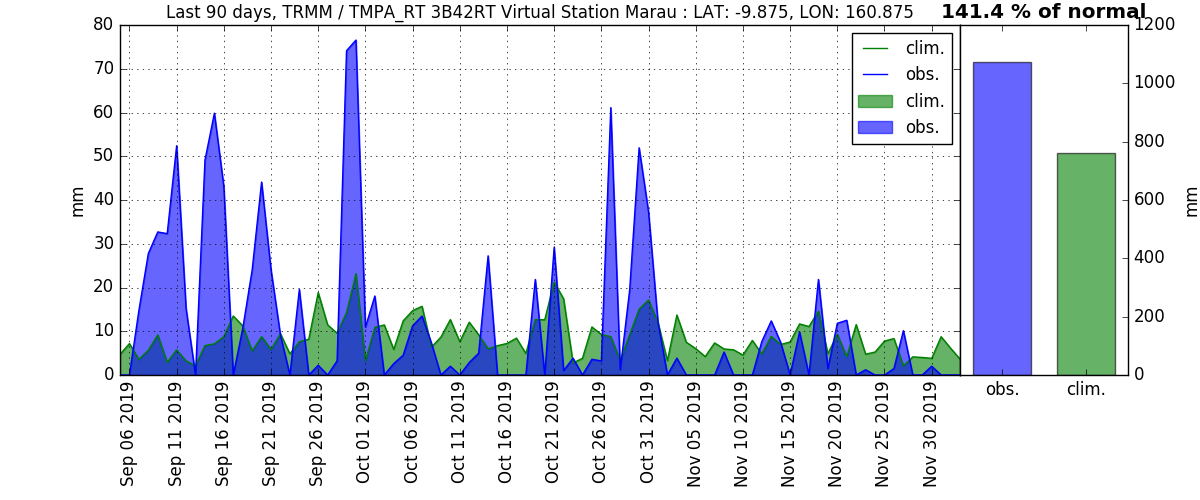 Last 90 days, TRMM / TMPA_RT 3B42RT Virtual Station Marau : LAT: -9.875, LON: 160.875
141.4 % of normal
80
70
60
50
40
30
20
10
0
mm
clim.
obs.
clim.
obs.
1200
1000
800
600
400
200
0
mm
obs.
clim.
Sep 06 2019
Sep 11 2019
Sep 16 2019
Sep 21 2019
Sep 26 2019
Oct 01 2019
Oct 06 2019
Oct 11 2019
Oct 16 2019
Oct 21 2019
Oct 26 2019
Oct 31 2019
Nov 05 2019
Nov 10 2019
Nov 15 2019
Nov 20 2019
Nov 25 2019
Nov 30 2019